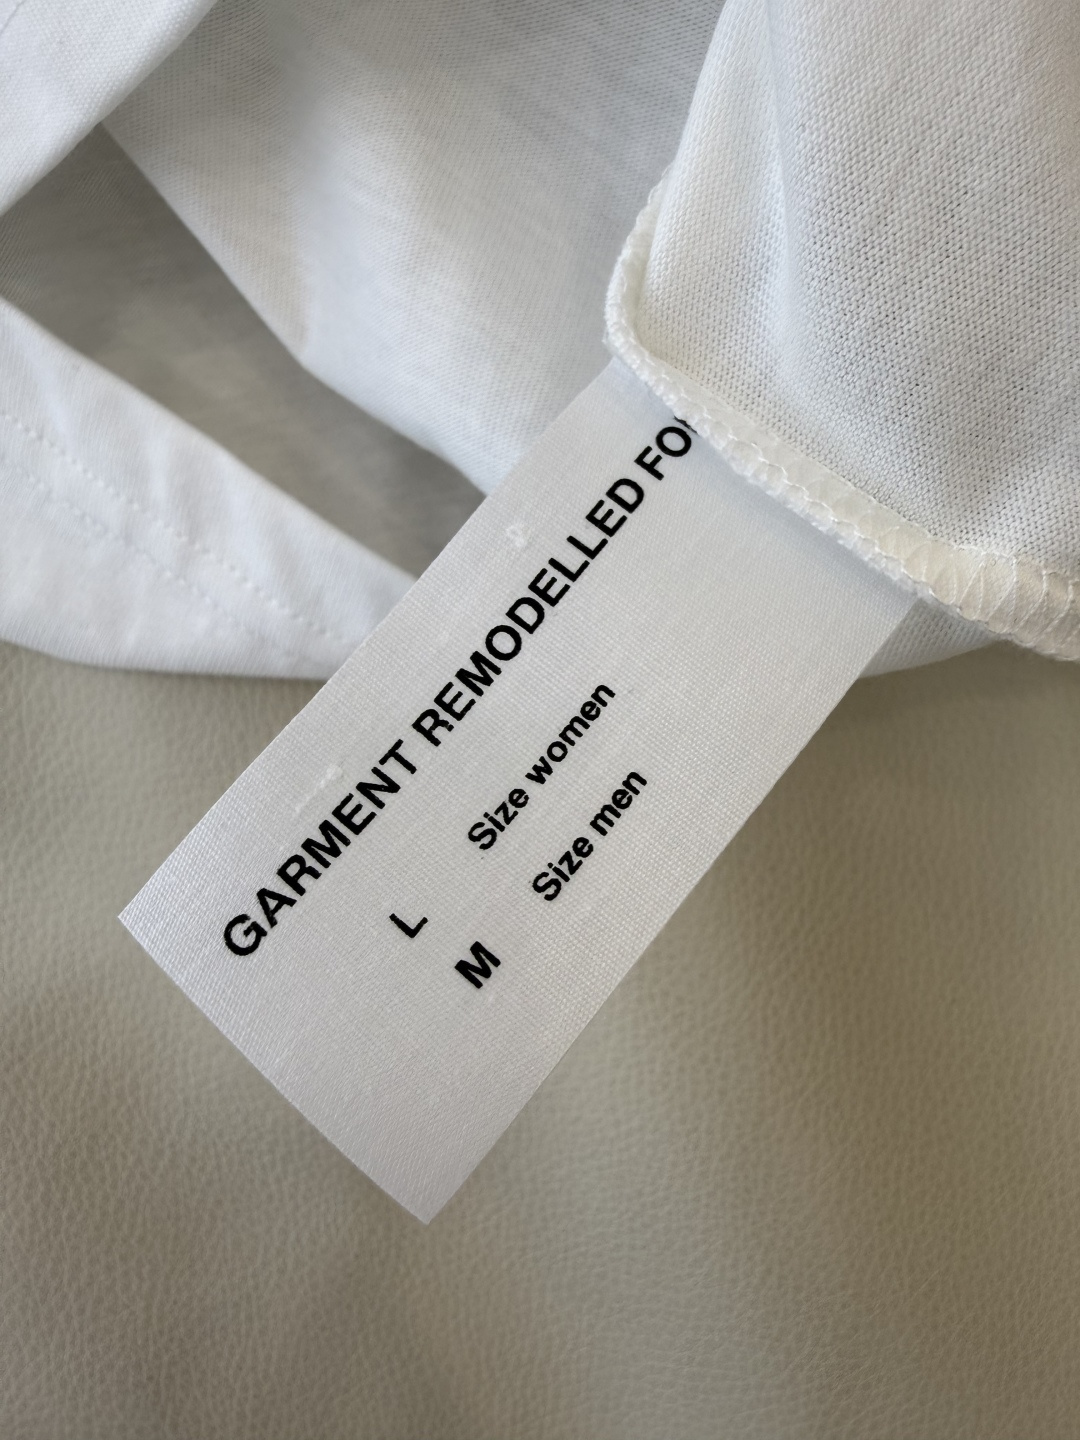 GARMENT REMODELLED FO
L Size women
M Size men